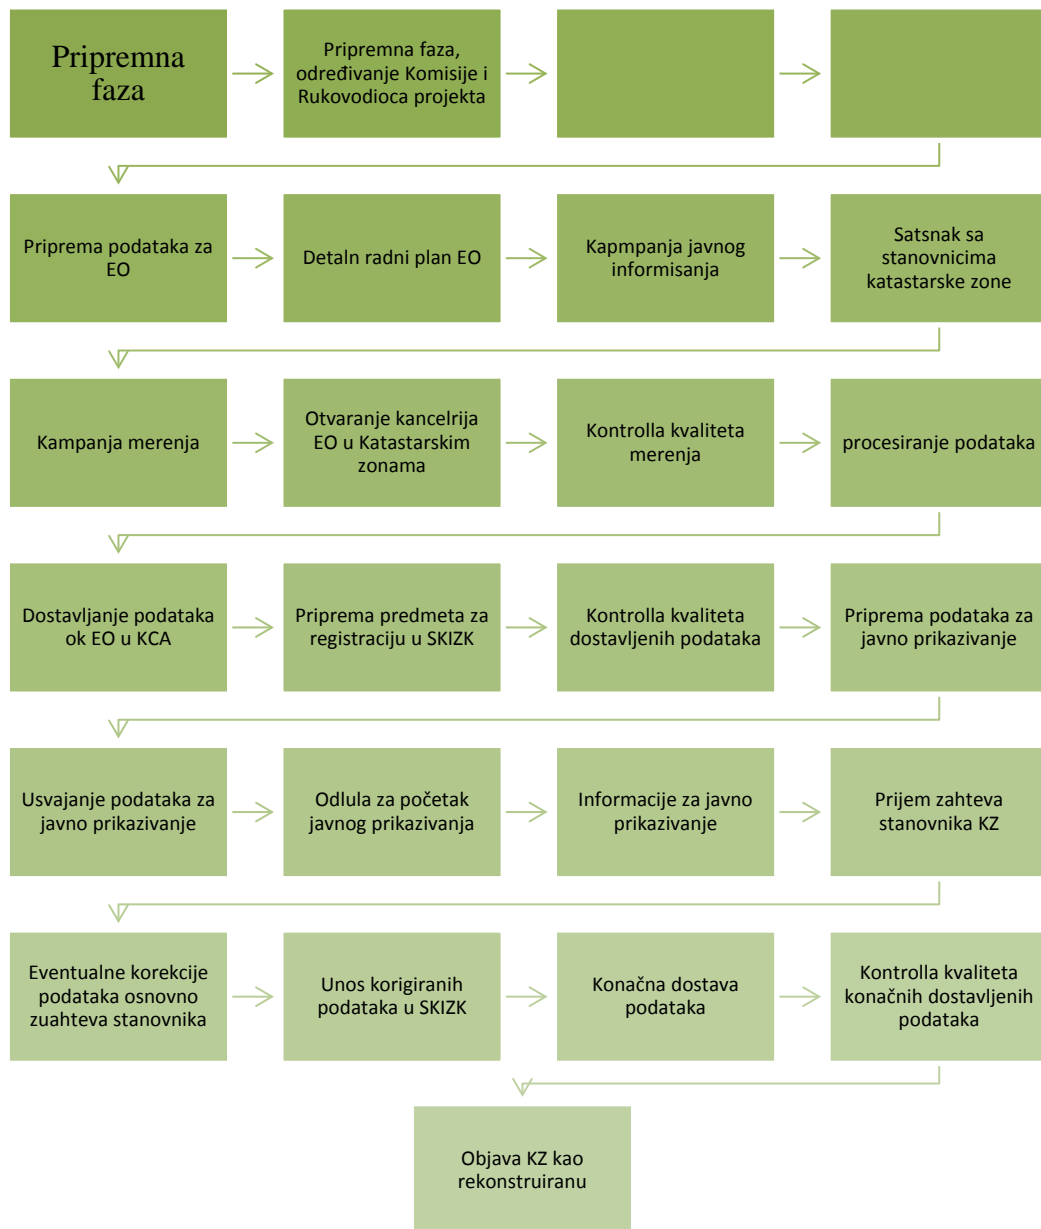 Pripremna
faza
Pripremna faza,
određivanje Komisije i
Rukovodioca projekta
Priprema podataka za
EO
Detaln radni plan EO
Kapmpanja javnog
informisanja
Satsnak sa
stanovnicima
katastarske zone
Kampanja merenja
Otvaranje kancelrija
EO u Katastarskim
zonama
Kontrolla kvaliteta
merenja
procesiranje podataka
Dostavljanje podataka
ok EO u KCA
Priprema predmeta za
registraciju u SKIZK
Kontrolla kvaliteta
dostavljenih podataka
Priprema podataka za
javno prikazivanje
Usvajanje podataka za
javno prikazivanje
Odlula za početak
javnog prikazivanja
Informacije za javno
prikazivanje
Prijem zahteva
stanovnika KZ
Eventualne korekcije
podataka osnovno
zuahteva stanovnika
Unos korigiranih
podataka u SKIZK
Konačna dostava
podataka
Kontrolla kvaliteta
konačnih dostavljenih
podataka
Objava KZ kao
rekonstruiranu